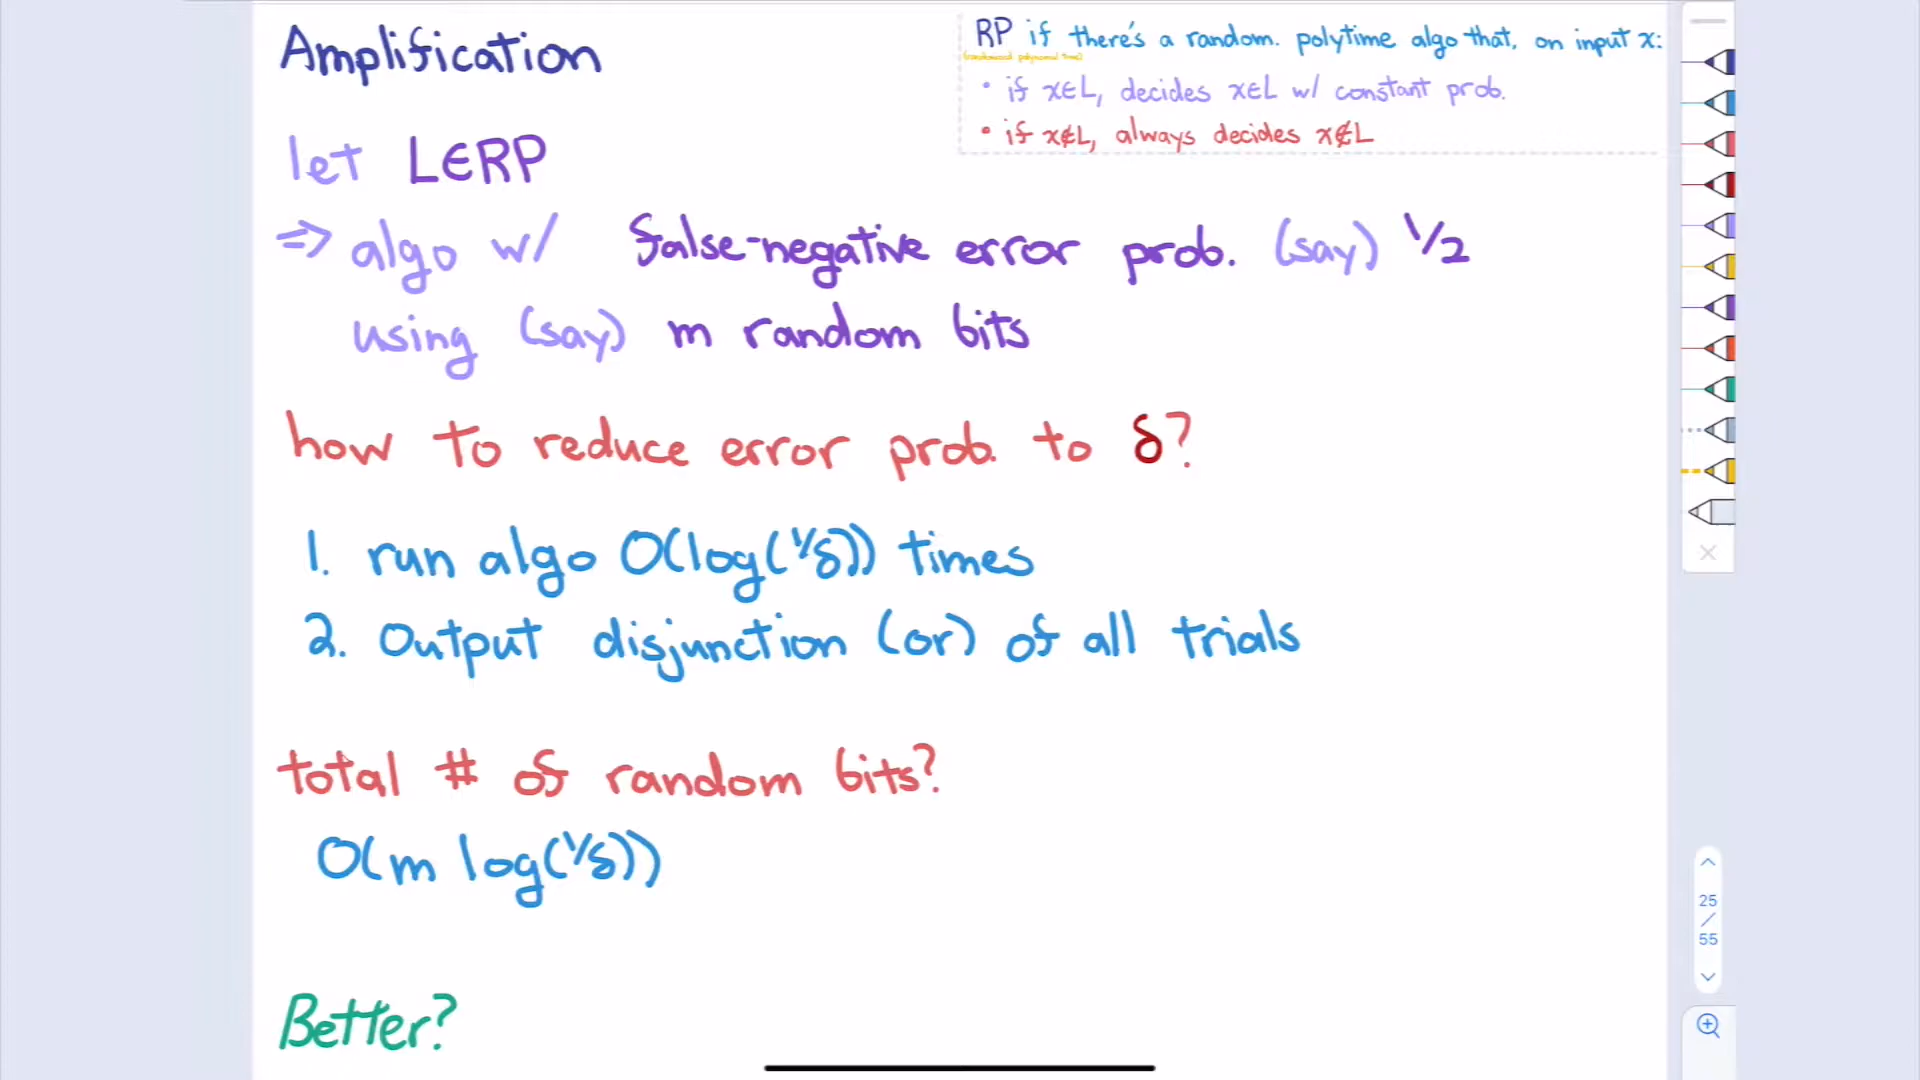 Amplification
RP if there's a random. polytime algo that, on input x:
(randomized polynomial time)
• if x∈L, decides x∈L w/ constant prob.
• if x∉L, always decides x∉L
let L∈RP
⇒ algo w/ false-negative error prob. (say) 1/2
using (say) m random bits
how to reduce error prob. to δ?
1. run algo O(log(1/δ)) times
2. Output disjunction (or) of all trials
total # of random bits?
O(m log(1/δ))
Better?
25
/
55